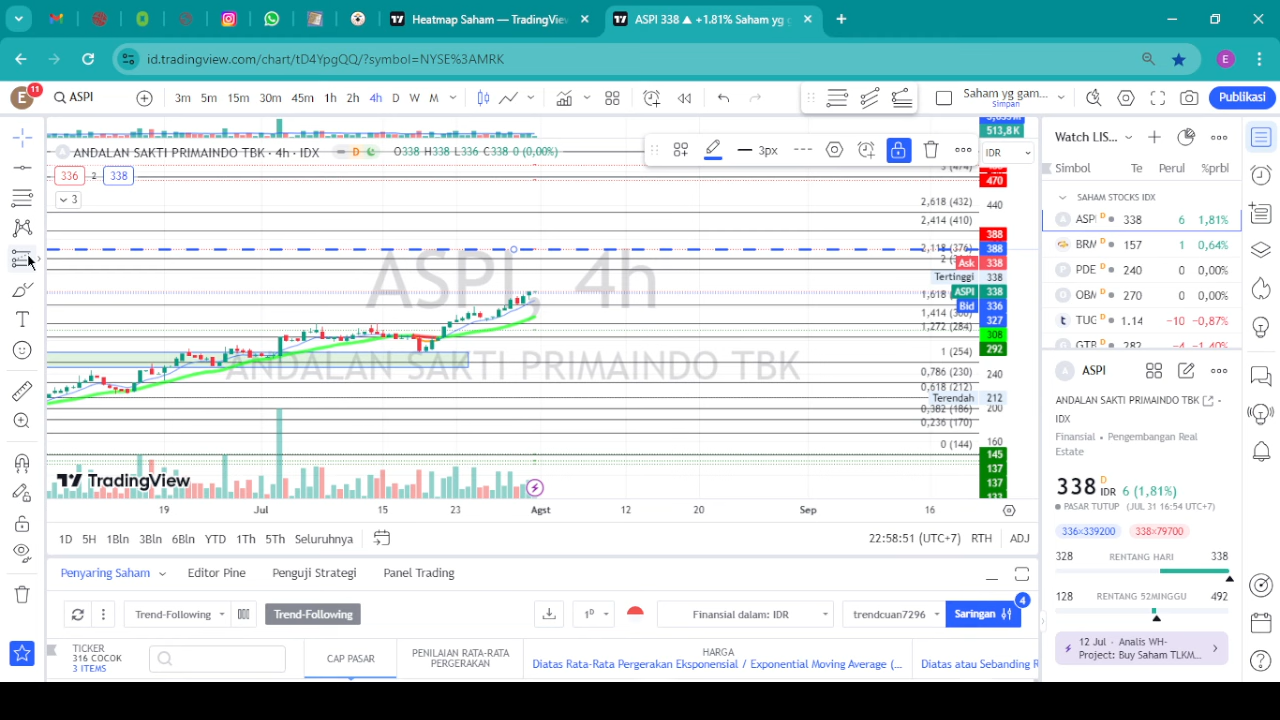 Heatmap Saham — TradingView
ASPI 338 ▲ +1.81% Saham yg g
id.tradingview.com/chart/tD4YpgQQ/?symbol=NYSE%3AMRK
E
E 11
ASPI
3m 5m 15m 30m 45m 1h 2h 4h D W M
Saham yg gam...
Simpan
Publikasi
ANDALAN SAKTI PRIMAINDO TBK · 4h · IDX
D
O338 H338 L336 C338 0 (0,00%)
336 2 338
3
3px
IDR
513,8K
470
440
388
388
Ask 338
Tertinggi 338
ASPI 338
Bid 336
327
308
292
240
Terendah 212
200
160
145
137
137
2,618 (432)
2,414 (410)
2,118 (376)
1,272 (284)
1 (254)
0,786 (230)
0,618 (212)
0,382 (186)
0,236 (170)
0 (144)
ASPI, 4h
ANDALAN SAKTI PRIMAINDO TBK
TradingView
19 Jul 15 23 Agst 12 20 Sep 16
1D 5H 1Bln 3Bln 6Bln YTD 1Th 5Th Seluruhnya
22:58:51 (UTC+7) RTH ADJ
Penyaring Saham Editor Pine Penguji Strategi Panel Trading
Trend-Following
Trend-Following
1D
Finansial dalam: IDR
trendcuan7296
Saringan
4
TICKER
316 COCOK
3 ITEMS
CAP PASAR
PENILAIAN RATA-RATA
PERGERAKAN
HARGA
Diatas Rata-Rata Pergerakan Eksponensial / Exponential Moving Average (...
Diatas atau Sebanding R
Watch LIS...
Simbol Te Perul %prbl
SAHAM STOCKS IDX
ASPI D 338 6 1,81%
BRM D 157 1 0,64%
PDE D 240 0 0,00%
OBM D 270 0 0,00%
TUG D 1.14 −10 −0,87%
GTR D 282 −4 −1,40%
ASPI
ANDALAN SAKTI PRIMAINDO TBK
IDX
Finansial • Pengembangan Real
Estate
338 D IDR 6 (1,81%)
PASAR TUTUP (JUL 31 16:54 UTC+7)
336×339200 338×79700
328 RENTANG HARI 338
128 RENTANG 52MINGGU 492
12 Jul · Analis WH-
Project: Buy Saham TLKM...